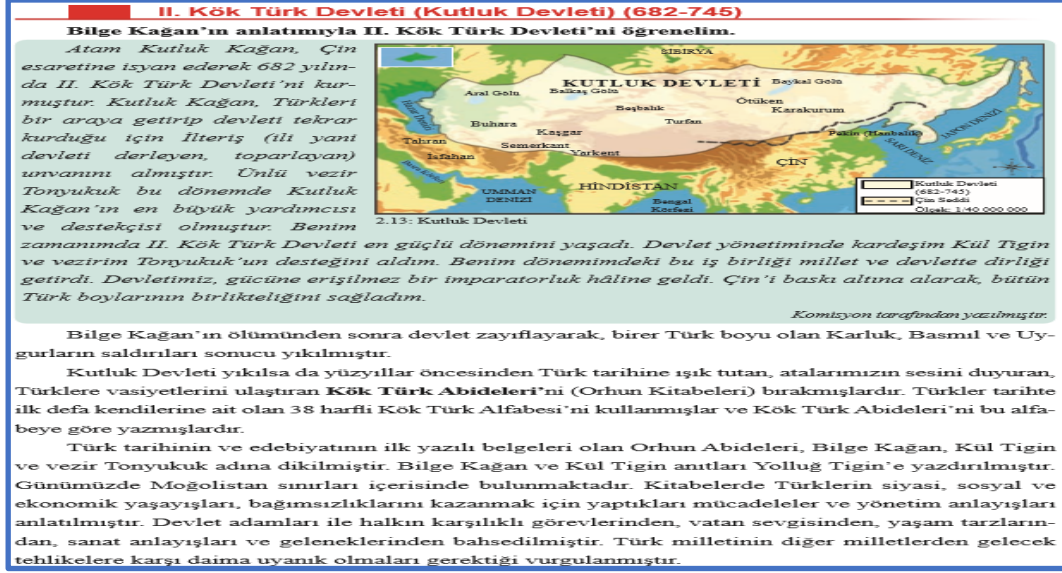 II. Kök Türk Devleti (Kutluk Devleti) (682-745)
Bilge Kağan’ın anlatımıyla II. Kök Türk Devleti’ni öğrenelim.
Atam Kutluk Kağan, Çin
esaretine isyan ederek 682 yılın-
da II. Kök Türk Devleti’ni kur-
muştur. Kutluk Kağan, Türkleri
bir araya getirip devleti tekrar
kurduğu için İlteriş (ili yani
devleti derleyen, toparlayan)
unvanını almıştır. Ünlü vezir
Tonyukuk bu dönemde Kutluk
Kağan’ın en büyük yardımcısı
ve destekçisi olmuştur. Benim
zamanımda II. Kök Türk Devleti en güçlü dönemini yaşadı. Devlet yönetiminde kardeşim Kül Tigin
ve vezirim Tonyukuk’un desteğini aldım. Benim dönemimdeki bu iş birliği millet ve devlette dirliği
getirdi. Devletimiz, gücüne erişilmez bir imparatorluk hâline geldi. Çin’i baskı altına alarak, bütün
Türk boylarının birlikteliğini sağladım.
SİBİRYA
KUTLUK DEVLETİ
Baykal Gölü
Aral Gölü
Balkaş Gölü
Ötüken
Beşbalık
Karakurum
Hazar Denizi
Buhara
Turfan
Kaşgar
Pekin (Hanbalık)
JAPON DENİZİ
Tahran
Semerkant
SARI DENİZ
İsfahan
Yarkent
ÇİN
Basra Körfezi
UMMAN
DENİZİ
HİNDİSTAN
Bengal
Körfezi
Kutluk Devleti
(682-745)
Çin Seddi
Ölçek: 1/40 000 000
2.13: Kutluk Devleti
Komisyon tarafından yazılmıştır.
Bilge Kağan’ın ölümünden sonra devlet zayıflayarak, birer Türk boyu olan Karluk, Basmıl ve Uy-
gurların saldırıları sonucu yıkılmıştır.
Kutluk Devleti yıkılsa da yüzyıllar öncesinden Türk tarihine ışık tutan, atalarımızın sesini duyuran,
Türklere vasiyetlerini ulaştıran Kök Türk Abideleri’ni (Orhun Kitabeleri) bırakmışlardır. Türkler tarihte
ilk defa kendilerine ait olan 38 harfli Kök Türk Alfabesi’ni kullanmışlar ve Kök Türk Abideleri’ni bu alfa-
beye göre yazmışlardır.
Türk tarihinin ve edebiyatının ilk yazılı belgeleri olan Orhun Abideleri, Bilge Kağan, Kül Tigin
ve vezir Tonyukuk adına dikilmiştir. Bilge Kağan ve Kül Tigin anıtları Yolluğ Tigin’e yazdırılmıştır.
Günümüzde Moğolistan sınırları içerisinde bulunmaktadır. Kitabelerde Türklerin siyasi, sosyal ve
ekonomik yaşayışları, bağımsızlıklarını kazanmak için yaptıkları mücadeleler ve yönetim anlayışları
anlatılmıştır. Devlet adamları ile halkın karşılıklı görevlerinden, vatan sevgisinden, yaşam tarzların-
dan, sanat anlayışları ve geleneklerinden bahsedilmiştir. Türk milletinin diğer milletlerden gelecek
tehlikelere karşı daima uyanık olmaları gerektiği vurgulanmıştır.